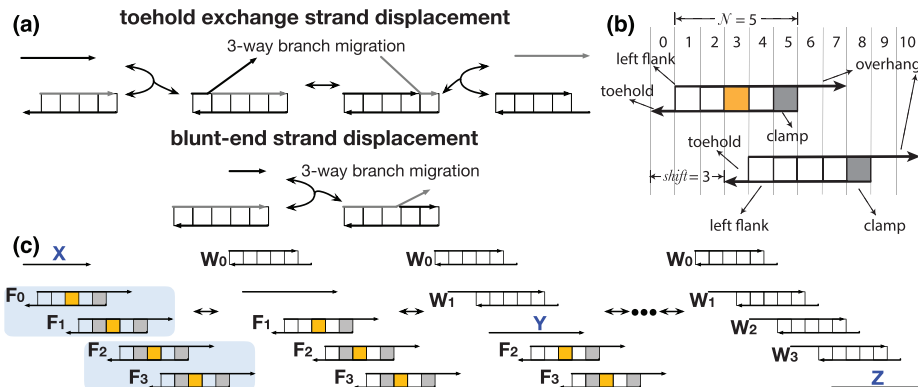 (a)
toehold exchange strand displacement
3-way branch migration
blunt-end strand displacement
3-way branch migration
(b)
𝒩 = 5
0 1 2 3 4 5 6 7 8 9 10
left flank
overhang
toehold
clamp
toehold
shift = 3
left flank
clamp
(c)
X
F0
F1
F2
F3
W0
F1
F2
F3
W0
W1
Y
F2
F3
W0
W1
W2
W3
Z